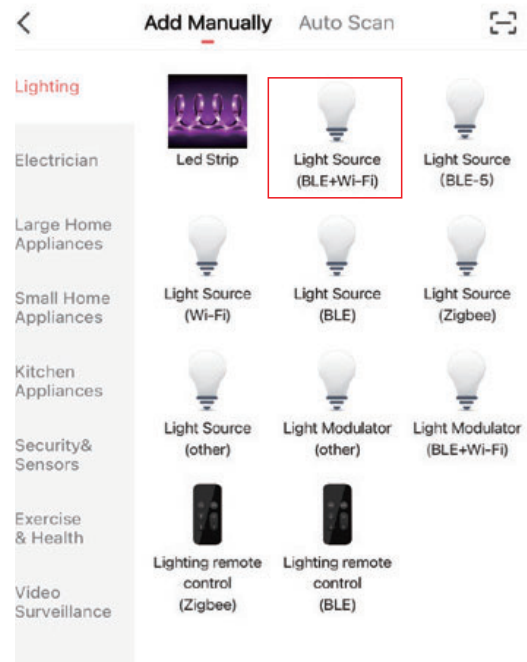 Add Manually Auto Scan
Lighting
Electrician
Large Home
Appliances
Small Home
Appliances
Kitchen
Appliances
Security&
Sensors
Exercise
& Health
Video
Surveillance
Led Strip
Light Source
(BLE+Wi-Fi)
Light Source
(BLE-5)
Light Source
(Wi-Fi)
Light Source
(BLE)
Light Source
(Zigbee)
Light Source
(other)
Light Modulator
(other)
Light Modulator
(BLE+Wi-Fi)
Lighting remote
control
(Zigbee)
Lighting remote
control
(BLE)